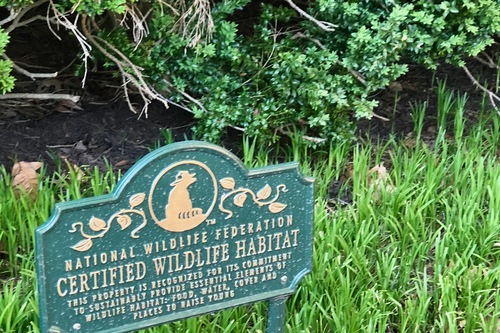 TM
NATIONAL WILDLIFE FEDERATION
CERTIFIED WILDLIFE HABITAT
THIS PROPERTY IS RECOGNIZED FOR ITS COMMITMENT
TO SUSTAINABLY PROVIDE ESSENTIAL ELEMENTS OF
WILDLIFE HABITAT: FOOD, WATER, COVER AND
PLACES TO RAISE YOUNG